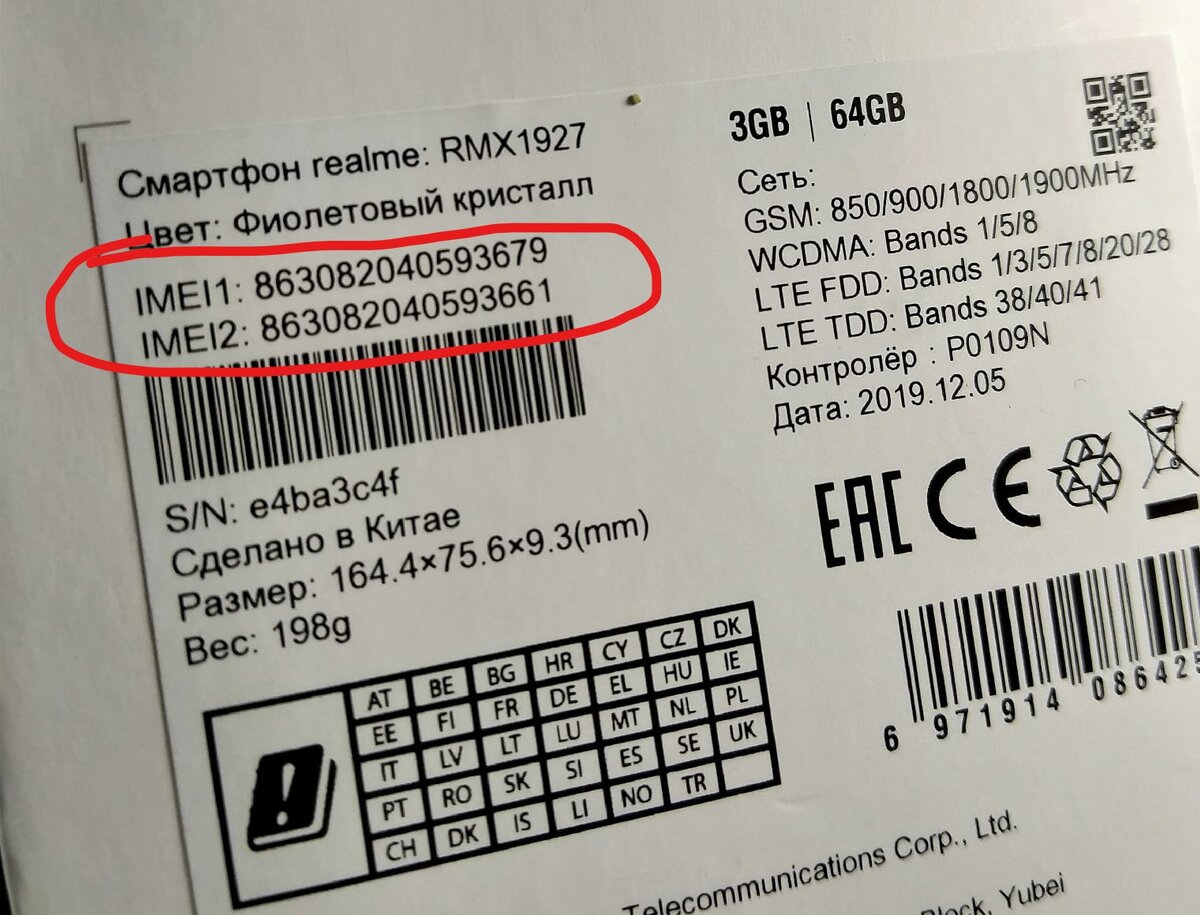 Смартфон realme: RMX1927
Цвет: Фиолетовый кристалл
IMEI1: 863082040593679
IMEI2: 863082040593661
S/N: e4ba3c4f
Сделано в Китае
Размер: 164.4×75.6×9.3(mm)
Вес: 198g
3GB | 64GB
Сеть:
GSM: 850/900/1800/1900MHz
WCDMA: Bands 1/5/8
LTE FDD: Bands 1/3/5/7/8/20/28
LTE TDD: Bands 38/40/41
Контролёр : P0109N
Дата: 2019.12.05
EAC CE
6 971914 08642
AT BE BG HR CY CZ DK
EE FI FR DE EL HU IE
IT LV LT LU MT NL PL
PT RO SK SI ES SE UK
CH DK IS LI NO TR
Telecommunications Corp., Ltd.
Block, Yubei